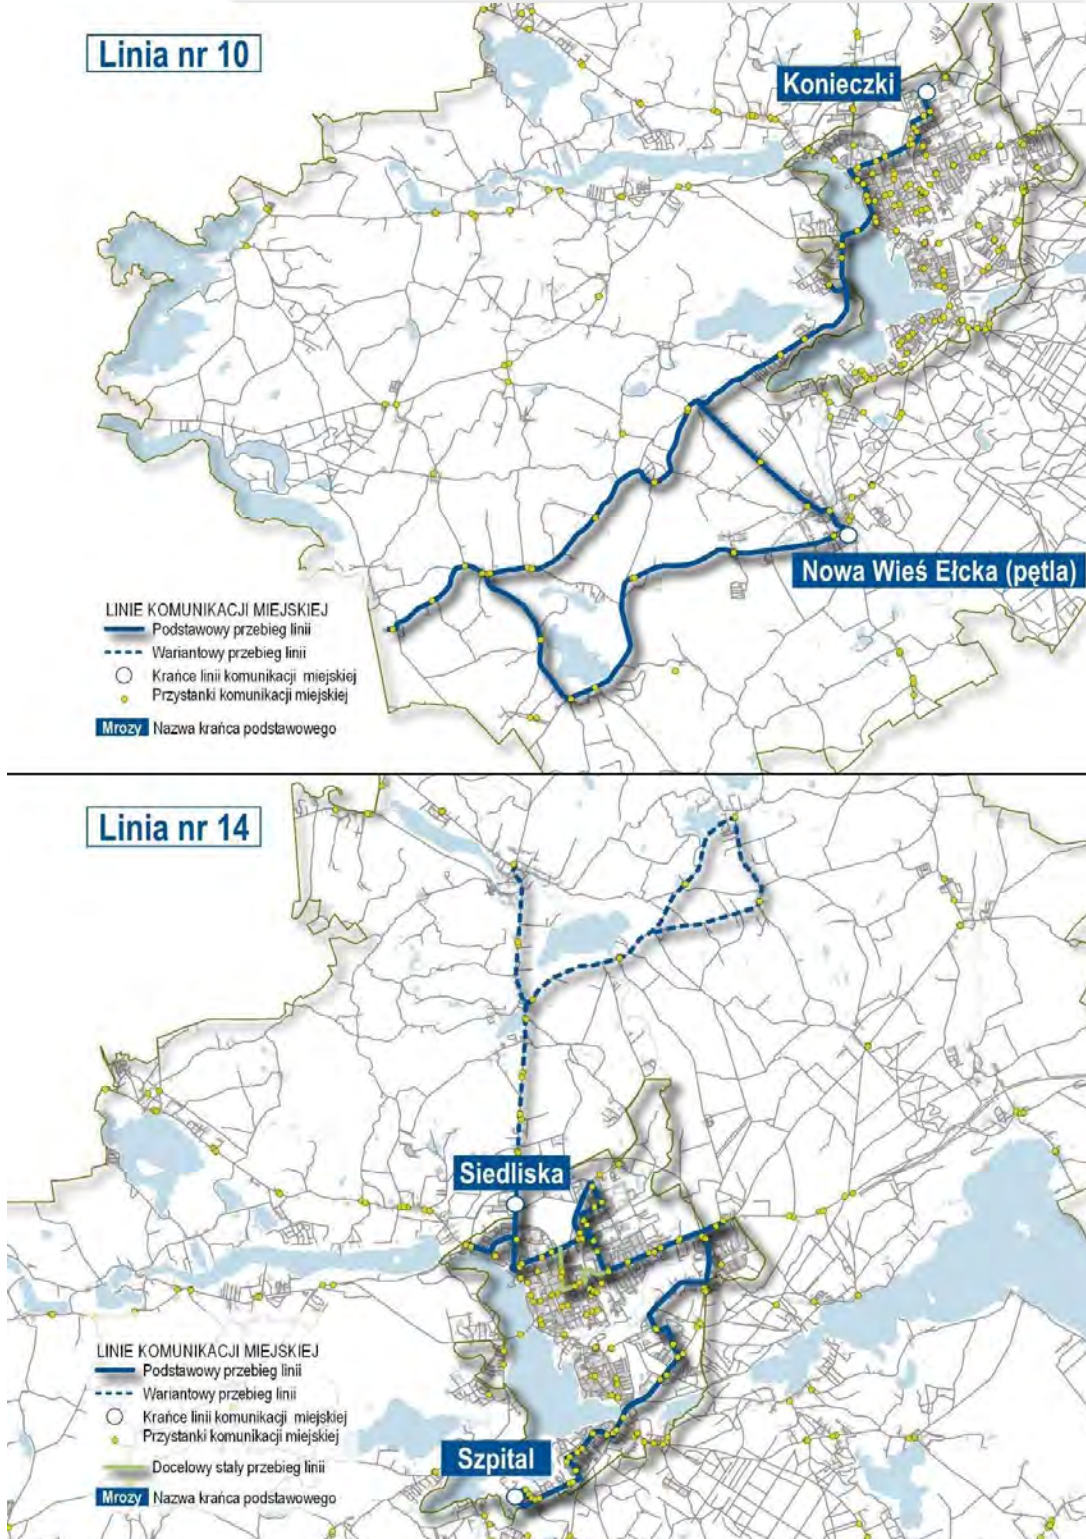 Linia nr 10
Konieczki
Nowa Wieś Ełcka (pętla)
LINIE KOMUNIKACJI MIEJSKIEJ
Podstawowy przebieg linii
Wariantowy przebieg linii
Krańce linii komunikacji miejskiej
Przystanki komunikacji miejskiej
Mrozy Nazwa krańca podstawowego
Linia nr 14
Siedliska
Szpital
LINIE KOMUNIKACJI MIEJSKIEJ
Podstawowy przebieg linii
Wariantowy przebieg linii
Krańce linii komunikacji miejskiej
Przystanki komunikacji miejskiej
Docelowy stały przebieg linii
Mrozy Nazwa krańca podstawowego